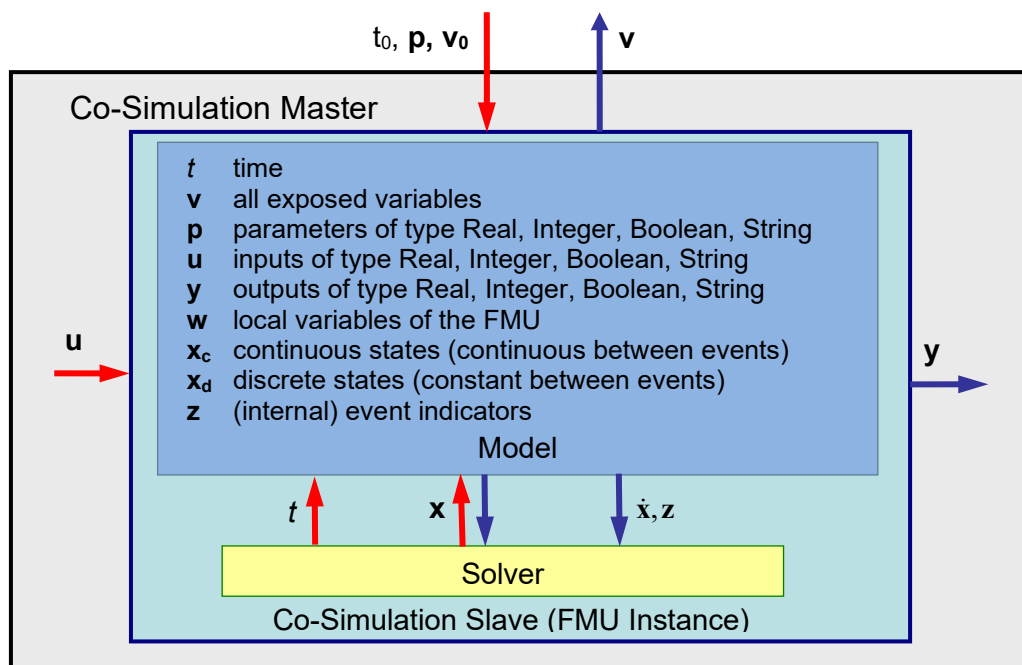 t₀, p, v₀
v
Co-Simulation Master
t time
v all exposed variables
p parameters of type Real, Integer, Boolean, String
u inputs of type Real, Integer, Boolean, String
y outputs of type Real, Integer, Boolean, String
w local variables of the FMU
x_c continuous states (continuous between events)
x_d discrete states (constant between events)
z (internal) event indicators
Model
u
y
t
x
ẋ, z
Solver
Co-Simulation Slave (FMU Instance)